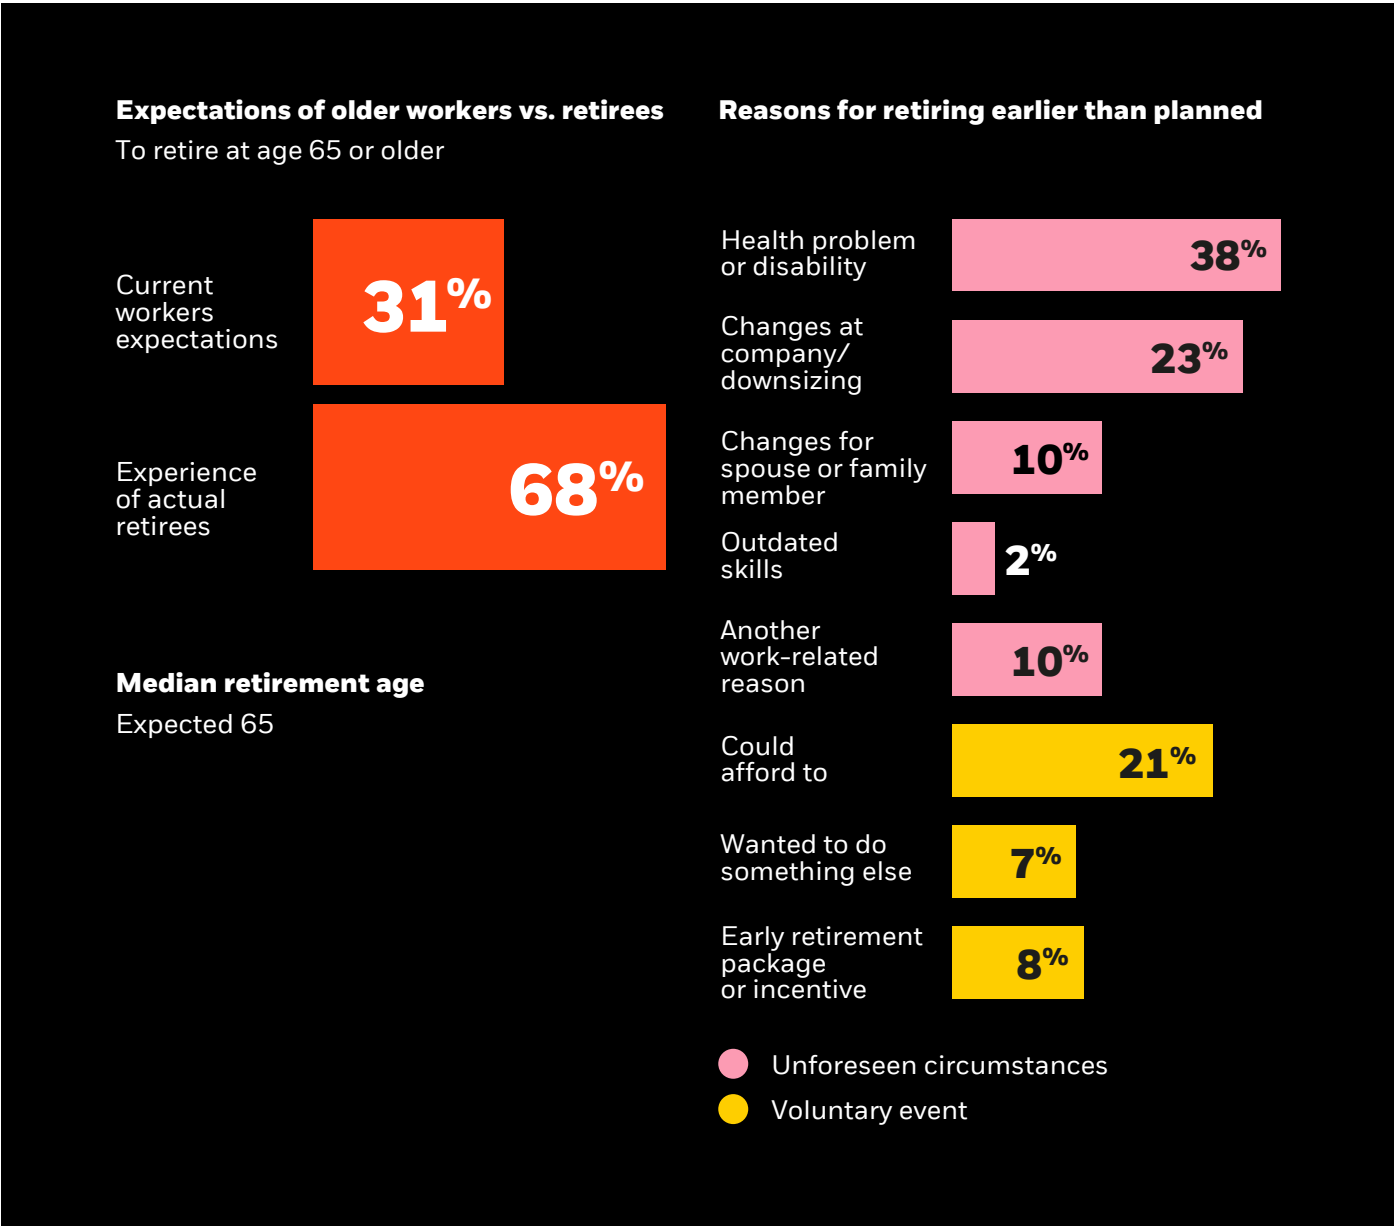 Expectations of older workers vs. retirees
To retire at age 65 or older
Current
workers
expectations
31%
Experience
of actual
retirees
68%
Median retirement age
Expected 65
Reasons for retiring earlier than planned
Health problem
or disability
38%
Changes at
company/
downsizing
23%
Changes for
spouse or family
member
10%
Outdated
skills
2%
Another
work-related
reason
10%
Could
afford to
21%
Wanted to do
something else
7%
Early retirement
package
or incentive
8%
Unforeseen circumstances
Voluntary event